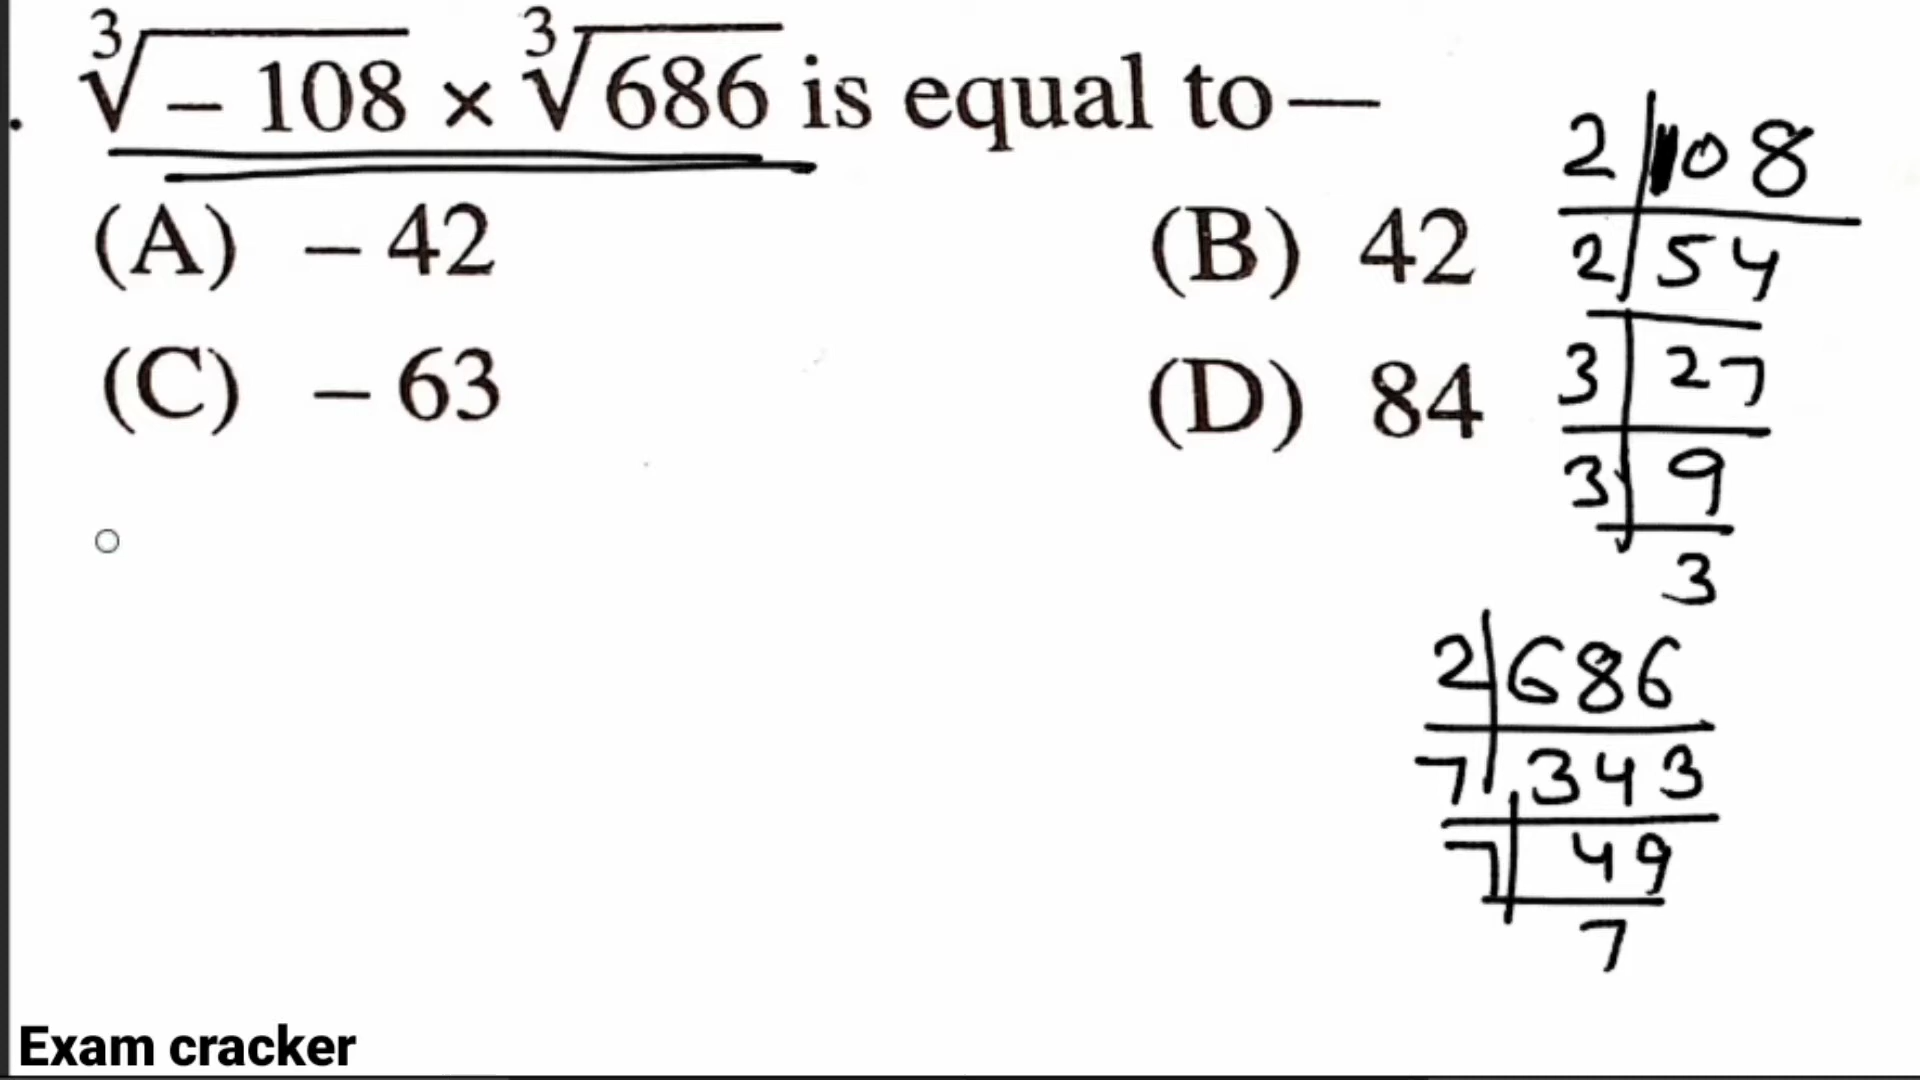 . ∛– 108 × ∛686 is equal to—
(A) – 42
(B) 42
(C) – 63
(D) 84
2 108
2 54
3 27
3 9
3
2 686
7 343
7 49
7
Exam cracker